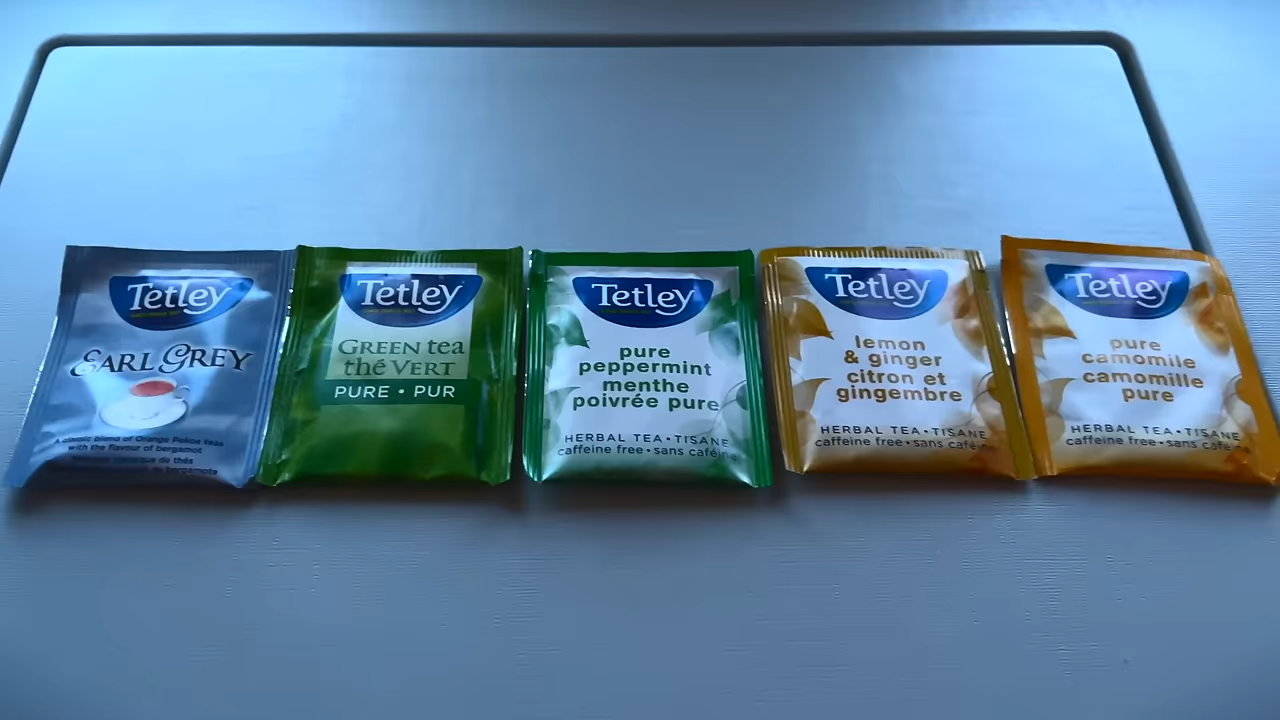 Tetley
EARL GREY
A classic blend of Orange Pekoe teas
with the flavour of bergamot
de thés
bergamote
Tetley
GREEN tea
thé VERT
PURE • PUR
Tetley
pure
peppermint
menthe
poivrée pure
HERBAL TEA • TISANE
caffeine free • sans caféine
Tetley
lemon
& ginger
citron et
gingembre
HERBAL TEA • TISANE
caffeine free • sans caféine
Tetley
pure
camomile
camomille
pure
HERBAL TEA • TISANE
caffeine free • sans caféine